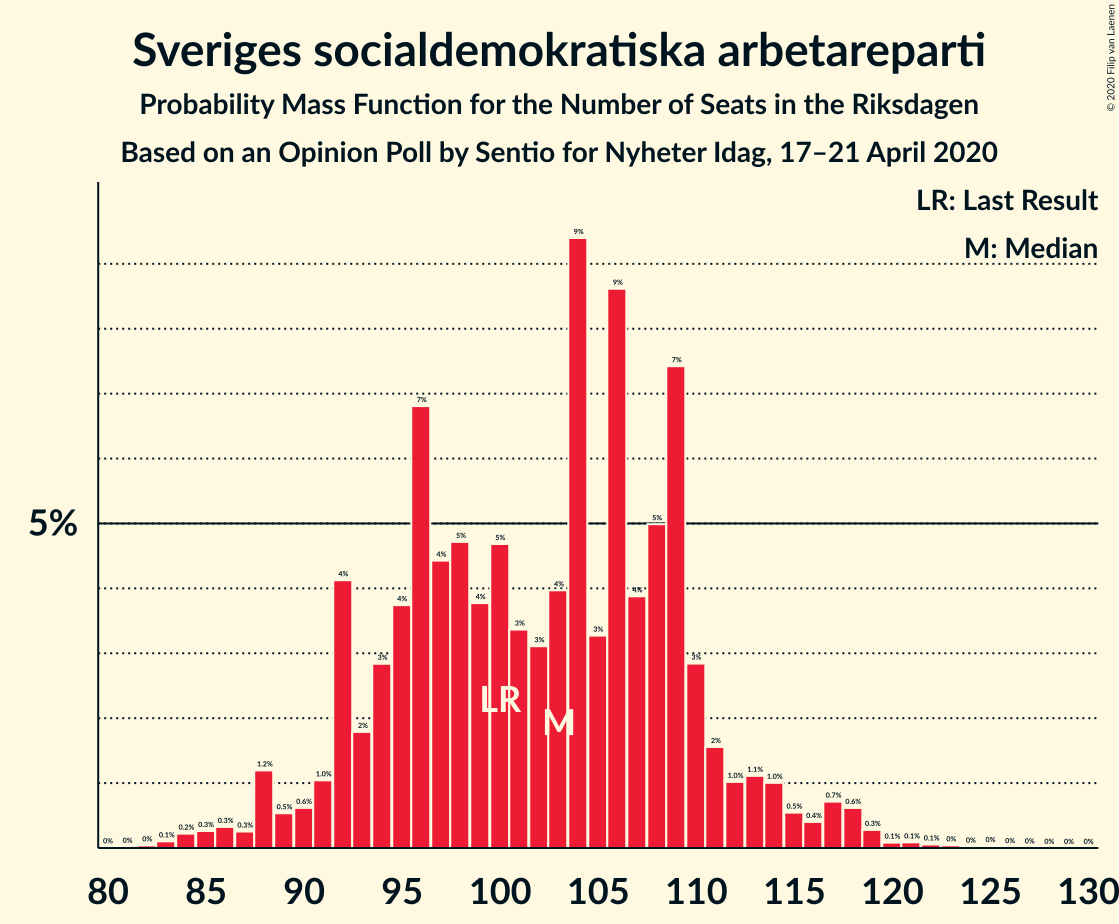 Sveriges socialdemokratiska arbetareparti
Probability Mass Function for the Number of Seats in the Riksdagen
Based on an Opinion Poll by Sentio for Nyheter Idag, 17–21 April 2020
© 2020 Filip van Laenen
LR: Last Result
M: Median
5%
0% 0% 0% 0.1% 0.2% 0.3% 0.3% 0.3% 1.2% 0.5% 0.6% 1.0% 4% 2% 3% 4% 7% 4% 5% 4% 5% 3% 3% 4% 9% 3% 9% 4% 5% 7% 3% 2% 1.0% 1.1% 1.0% 0.5% 0.4% 0.7% 0.6% 0.3% 0.1% 0.1% 0.1% 0% 0% 0% 0% 0% 0% 0% 0%
LR
M
80 85 90 95 100 105 110 115 120 125 130